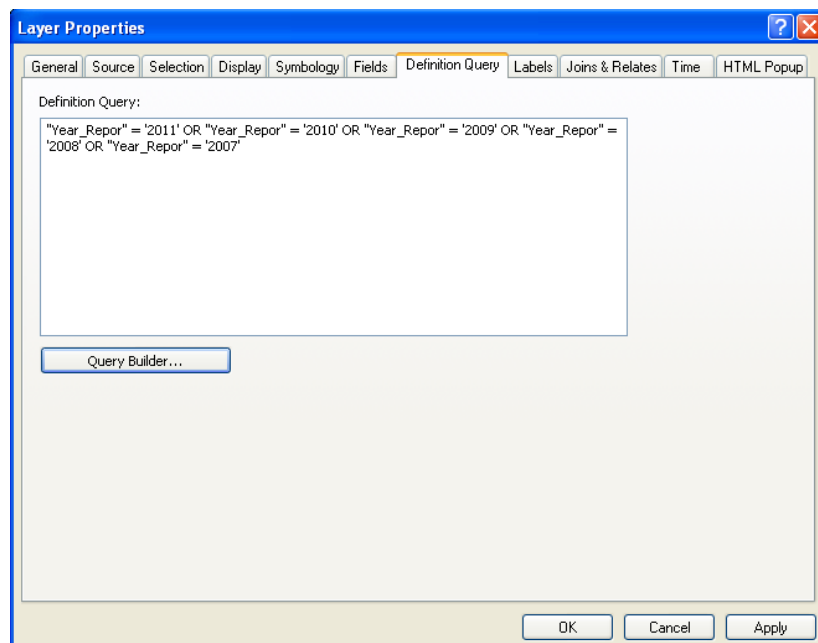 Layer Properties
General Source Selection Display Symbology Fields Definition Query Labels Joins & Relates Time HTML Popup
Definition Query:
"Year_Repor" = '2011' OR "Year_Repor" = '2010' OR "Year_Repor" = '2009' OR "Year_Repor" =
'2008' OR "Year_Repor" = '2007'
Query Builder...
OK Cancel Apply